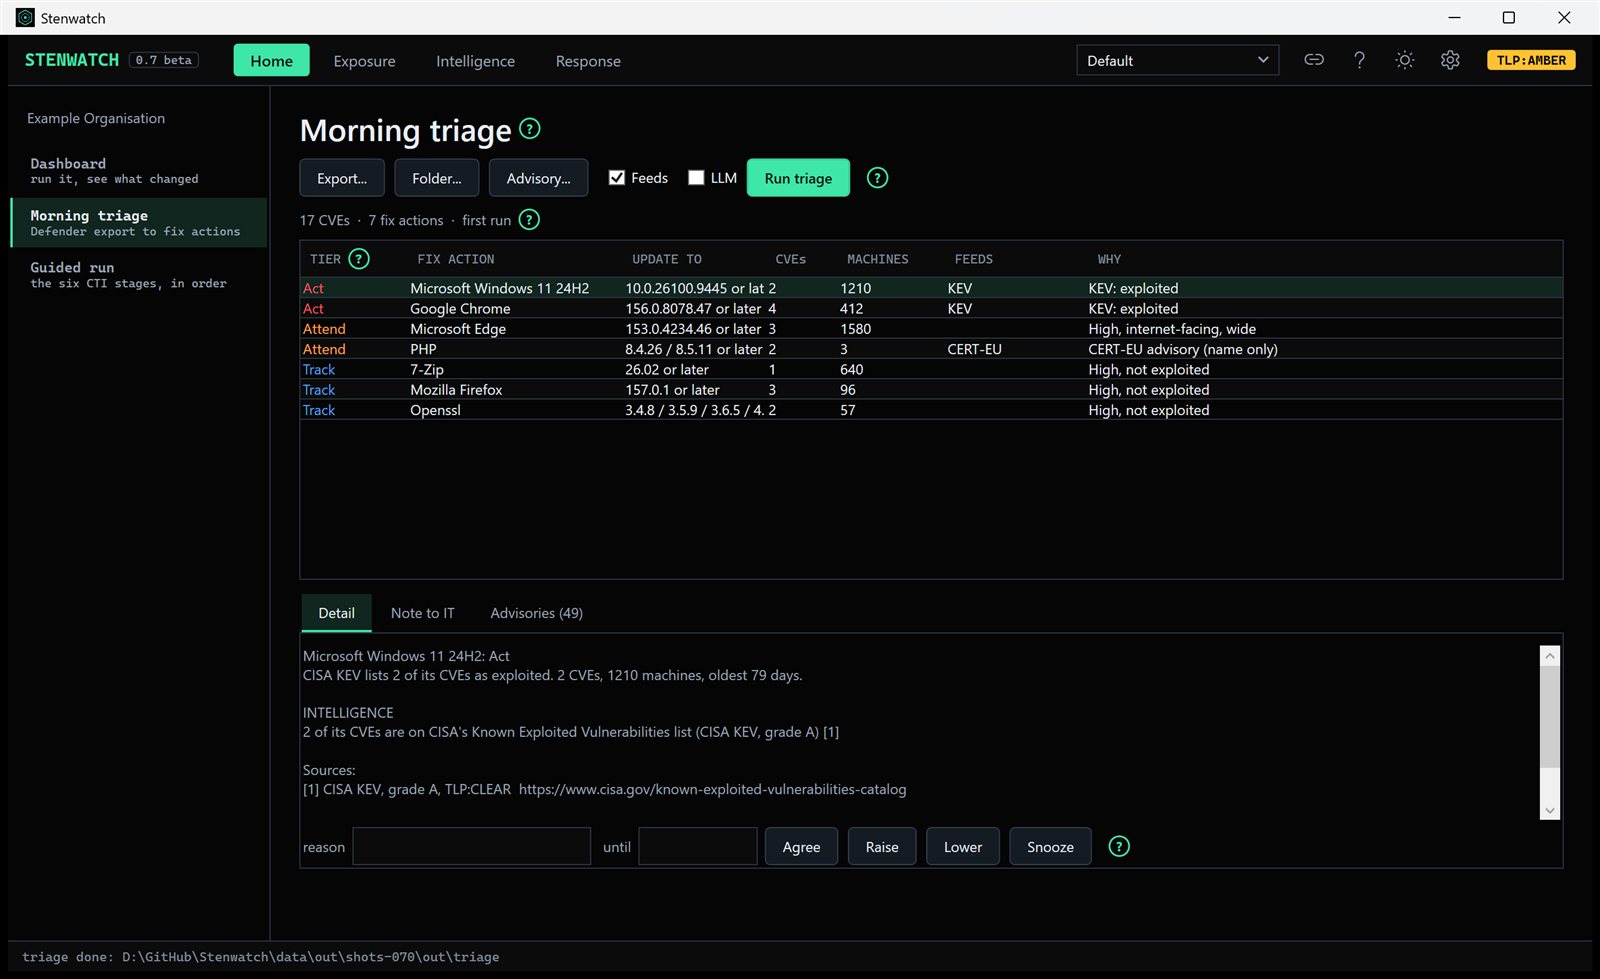 Stenwatch
STENWATCH 0.7 beta Home Exposure Intelligence Response Default ? TLP:AMBER
Example Organisation
Dashboard
run it, see what changed
Morning triage
Defender export to fix actions
Guided run
the six CTI stages, in order
Morning triage ?
Export... Folder... Advisory... Feeds LLM Run triage ?
17 CVEs · 7 fix actions · first run ?
TIER ? FIX ACTION UPDATE TO CVEs MACHINES FEEDS WHY
Act Microsoft Windows 11 24H2 10.0.26100.9445 or lat 2 1210 KEV KEV: exploited
Act Google Chrome 156.0.8078.47 or later 4 412 KEV KEV: exploited
Attend Microsoft Edge 153.0.4234.46 or later 3 1580 High, internet-facing, wide
Attend PHP 8.4.26 / 8.5.11 or later 2 3 CERT-EU CERT-EU advisory (name only)
Track 7-Zip 26.02 or later 1 640 High, not exploited
Track Mozilla Firefox 157.0.1 or later 3 96 High, not exploited
Track Openssl 3.4.8 / 3.5.9 / 3.6.5 / 4. 2 57 High, not exploited
Detail Note to IT Advisories (49)
Microsoft Windows 11 24H2: Act
CISA KEV lists 2 of its CVEs as exploited. 2 CVEs, 1210 machines, oldest 79 days.
INTELLIGENCE
2 of its CVEs are on CISA's Known Exploited Vulnerabilities list (CISA KEV, grade A) [1]
Sources:
[1] CISA KEV, grade A, TLP:CLEAR https://www.cisa.gov/known-exploited-vulnerabilities-catalog
reason until Agree Raise Lower Snooze ?
triage done: D:\GitHub\Stenwatch\data\out\shots-070\out\triage